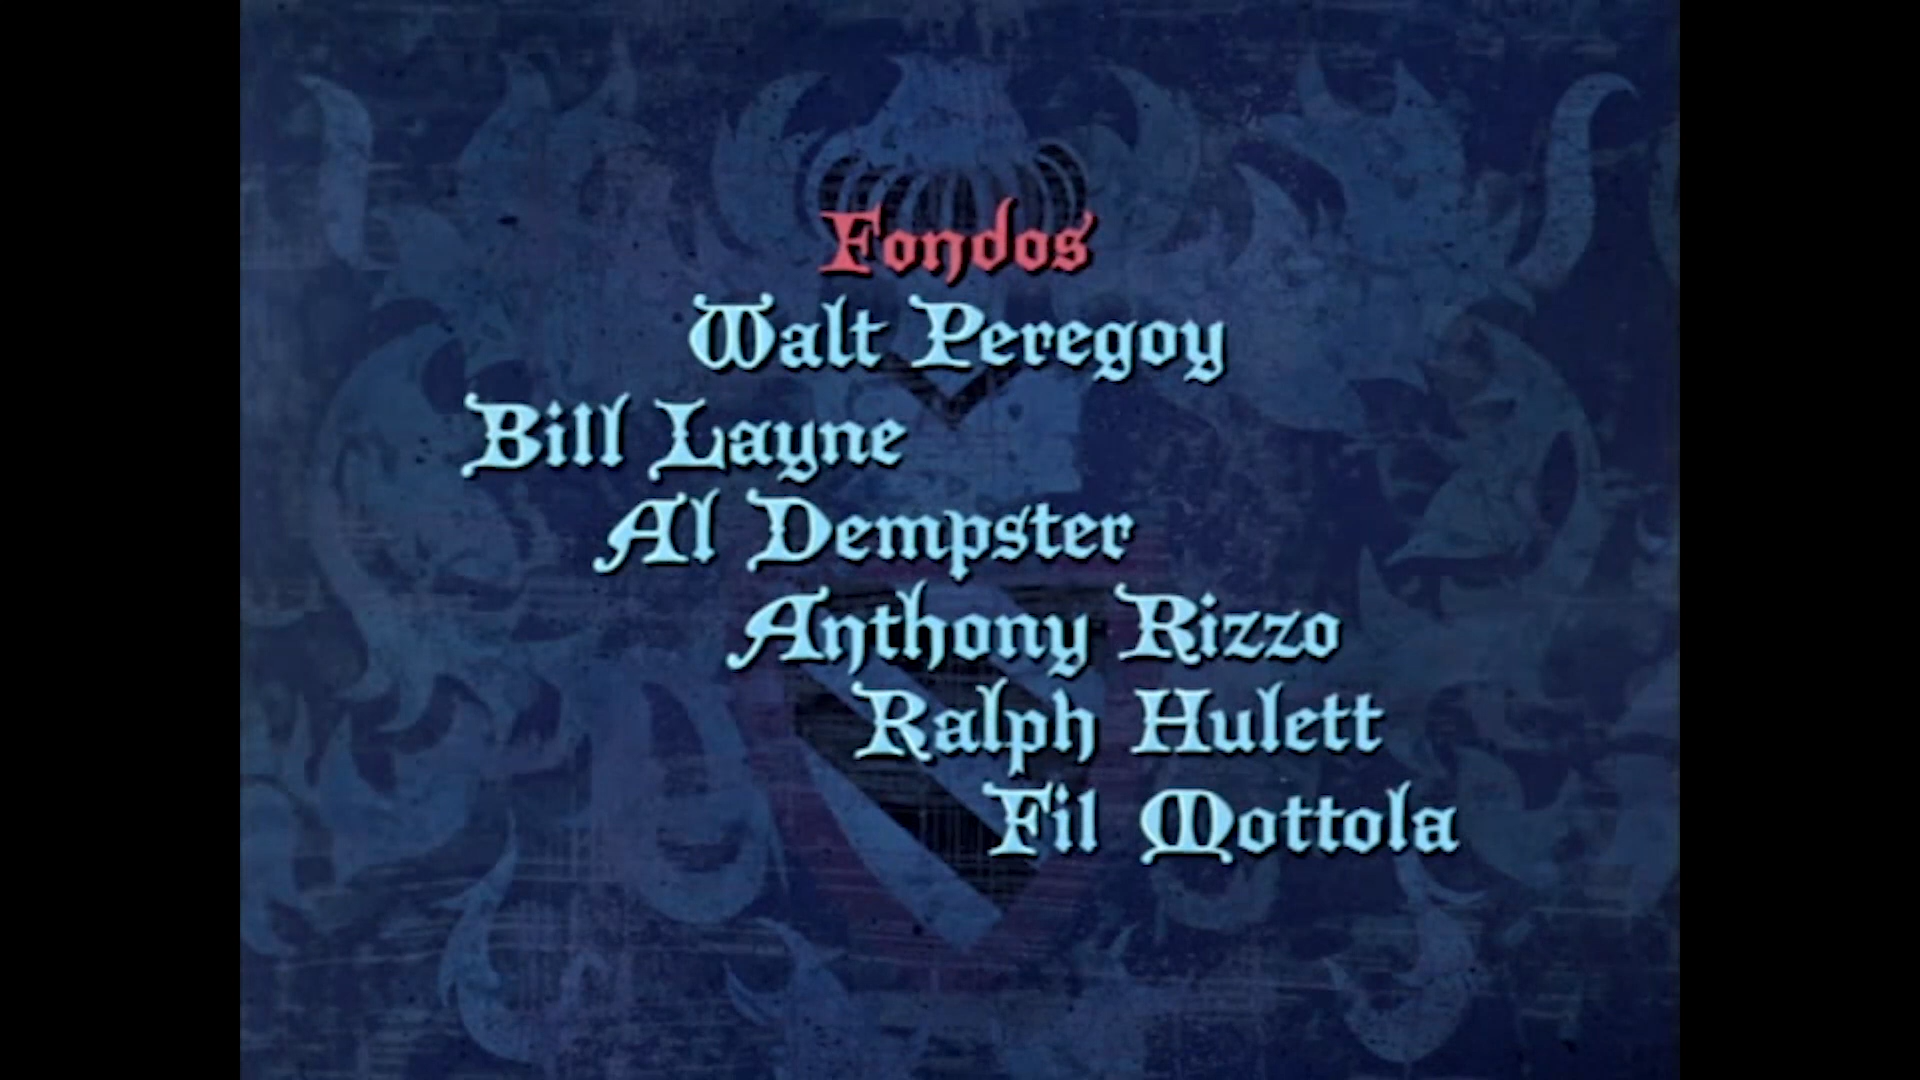 Fondos
Walt Peregoy
Bill Layne
Al Dempster
Anthony Rizzo
Ralph Hulett
Fil Mottola